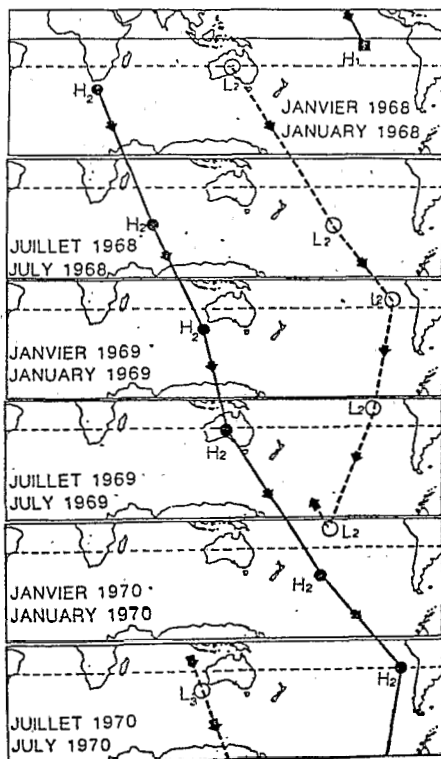 H₁
H₂
L₂
JANVIER 1968
JANUARY 1968
H₂
L₂
JUILLET 1968
JULY 1968
L₂
H₂
JANVIER 1969
JANUARY 1969
L₂
H₂
JUILLET 1969
JULY 1969
L₂
H₂
JANVIER 1970
JANUARY 1970
H₂
L₃
JUILLET 1970
JULY 1970